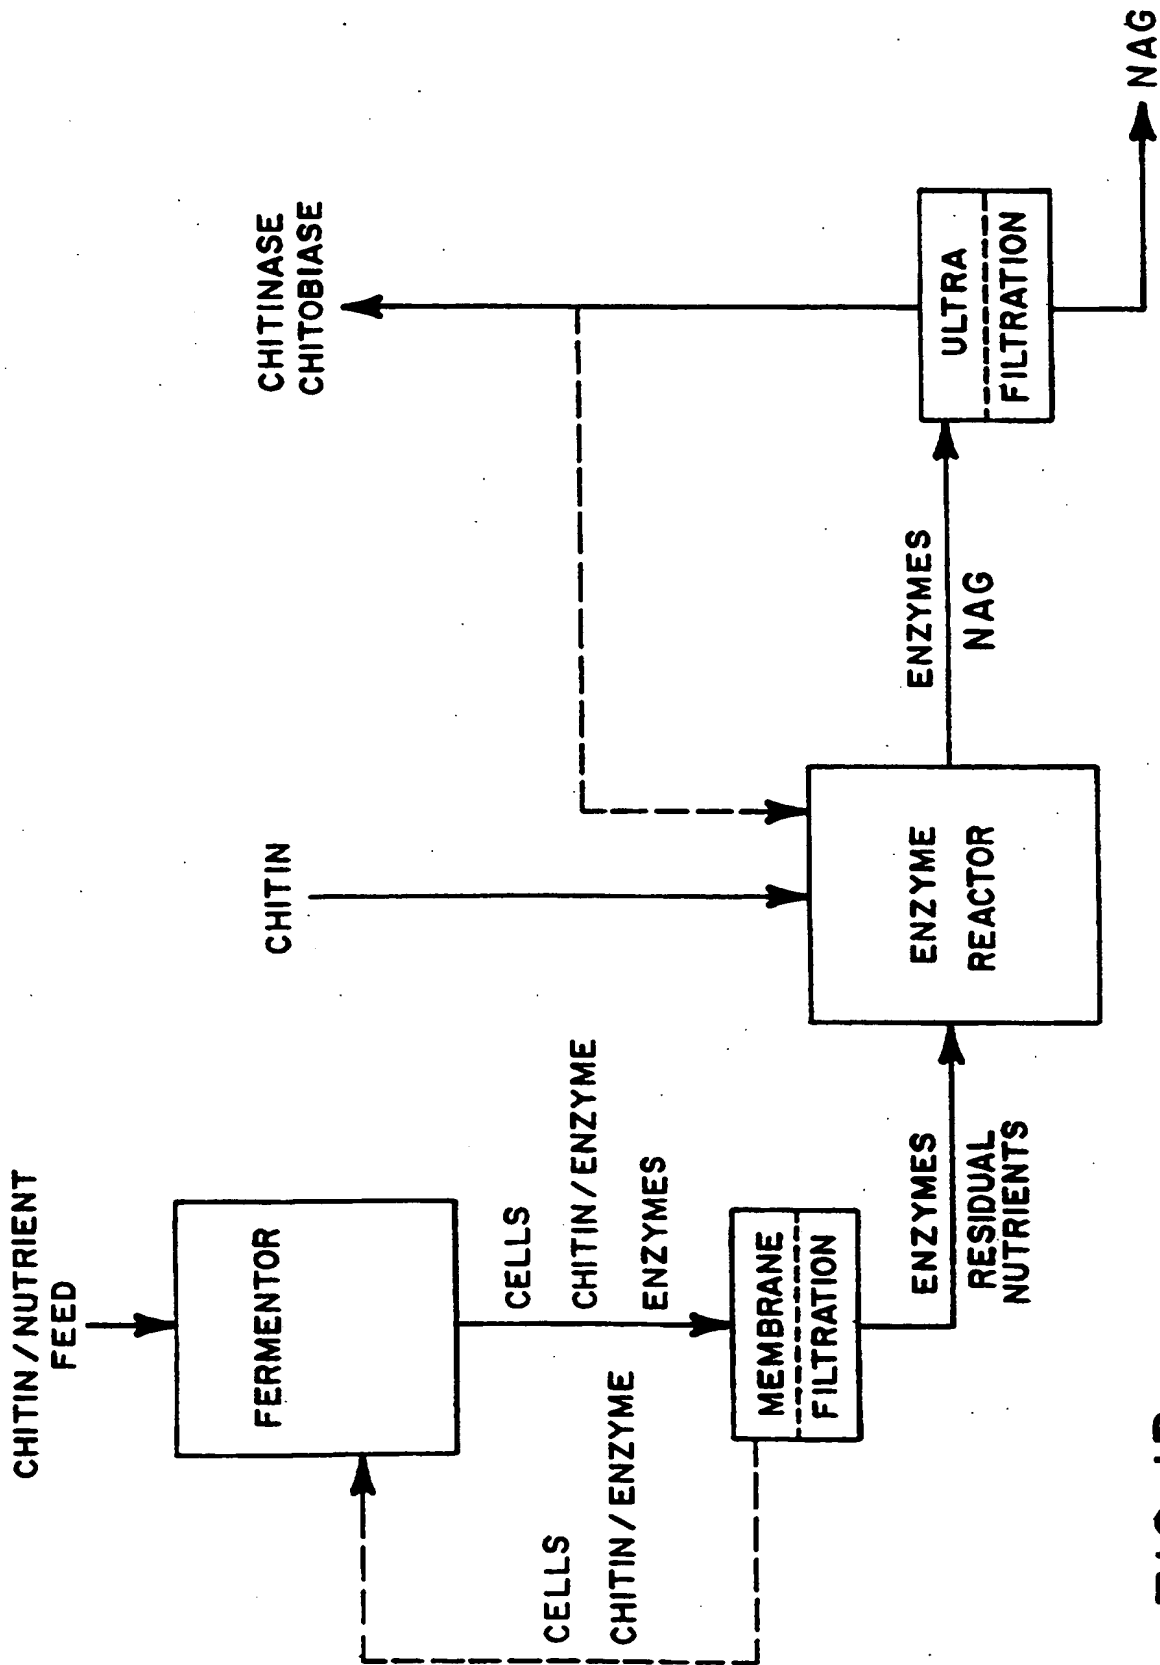 CHITIN/NUTRIENT
FEED
FERMENTOR
CELLS
CHITIN/ENZYME
ENZYMES
CELLS
CHITIN/ENZYME
MEMBRANE
FILTRATION
ENZYMES
RESIDUAL
NUTRIENTS
CHITIN
ENZYME
REACTOR
ENZYMES
NAG
CHITINASE
CHITOBIASE
ULTRA
FILTRATION
NAG